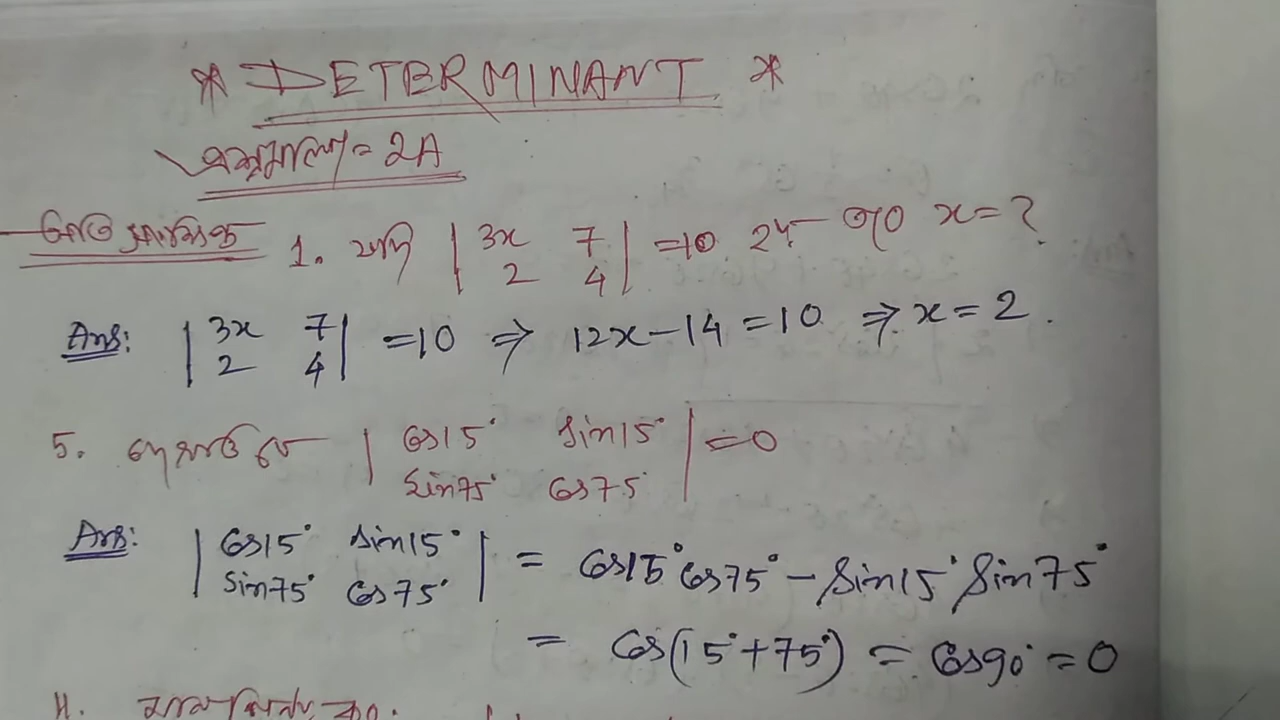 * DETERMINANT *
প্রশ্নমালা = 2A
অতি সংক্ষিপ্ত 1. যদি | 3x 7 | = 10 হয় তবে x = ?
2 4
Ans: | 3x 7 | = 10 ⇒ 12x - 14 = 10 ⇒ x = 2.
2 4
5. দেখাও যে | cos15° sin15° | = 0
sin75° cos75°
Ans: | cos15° sin15° | = cos15° cos75° - sin15° sin75°
sin75° cos75°
= cos(15° + 75°) = cos90° = 0